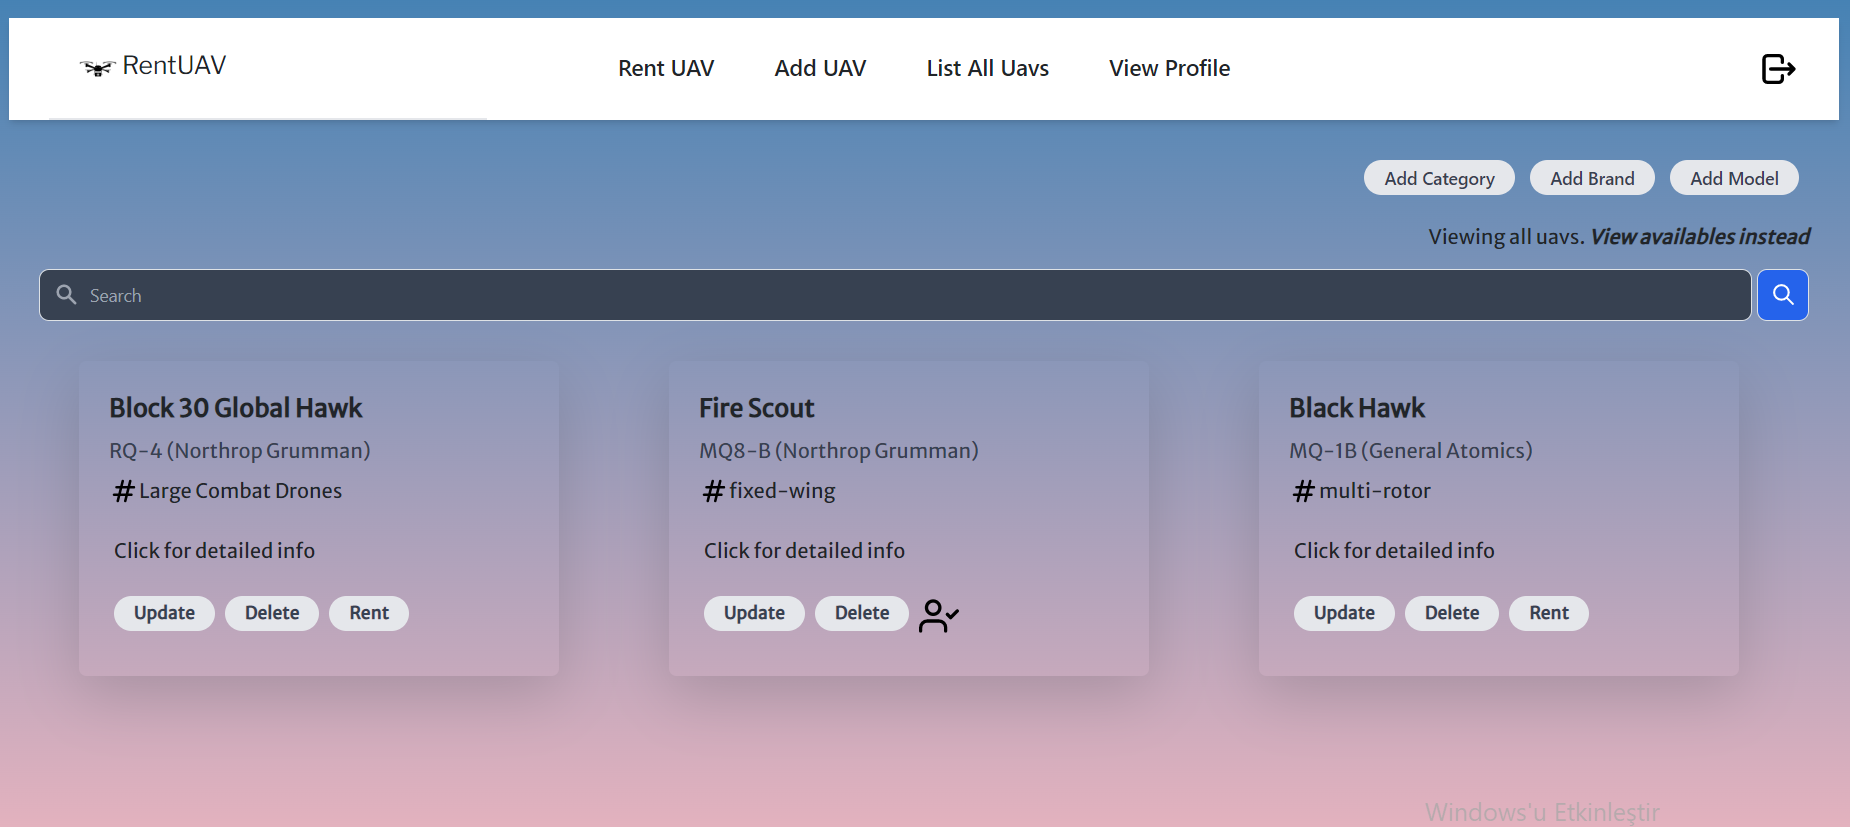 RentUAV
Rent UAV
Add UAV
List All Uavs
View Profile
Add Category
Add Brand
Add Model
Viewing all uavs. View availables instead
Search
Block 30 Global Hawk
RQ-4 (Northrop Grumman)
# Large Combat Drones
Click for detailed info
Update
Delete
Rent
Fire Scout
MQ8-B (Northrop Grumman)
# fixed-wing
Click for detailed info
Update
Delete
Black Hawk
MQ-1B (General Atomics)
# multi-rotor
Click for detailed info
Update
Delete
Rent
Windows'u Etkinleştir